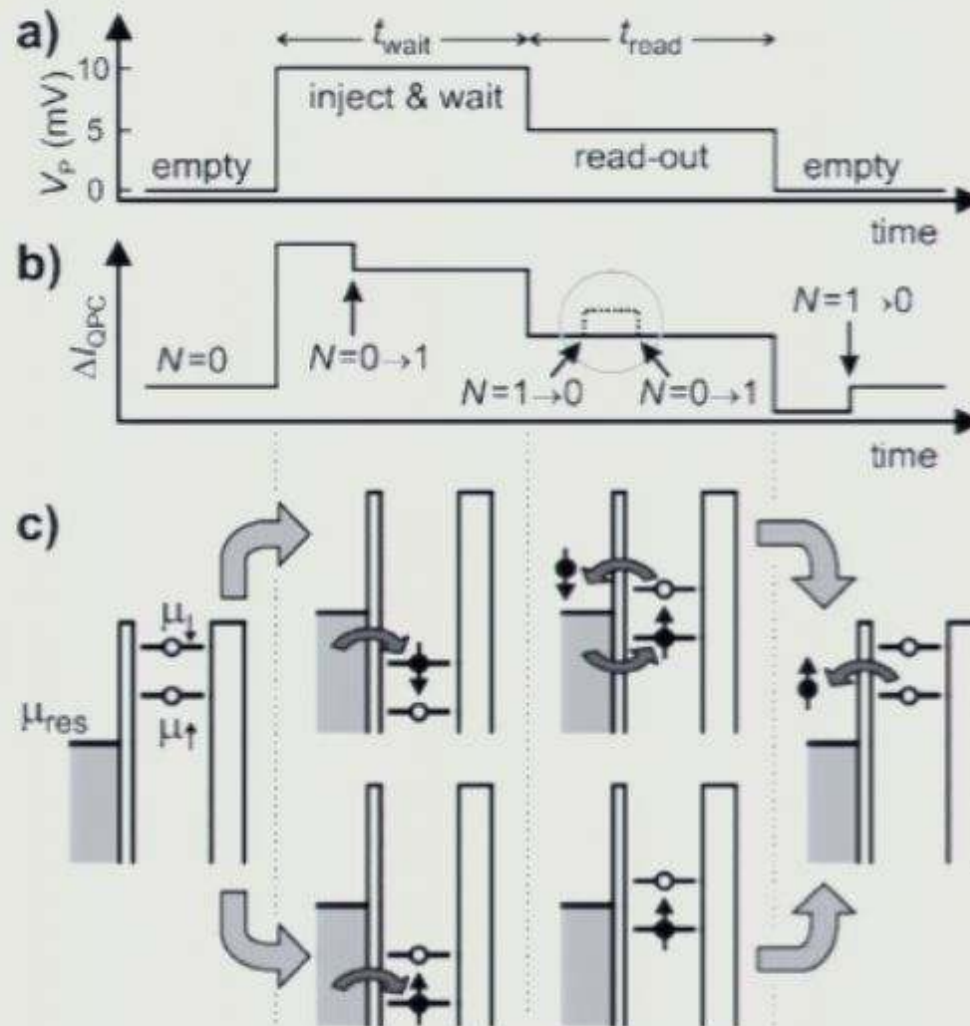 a)
t_wait
t_read
V_P (mV)
10
5
0
inject & wait
read-out
empty
empty
time
b)
ΔI_QPC
N=0
N=0→1
N=1→0
N=0→1
N=1→0
time
c)
μ↓
μ↑
μ_res